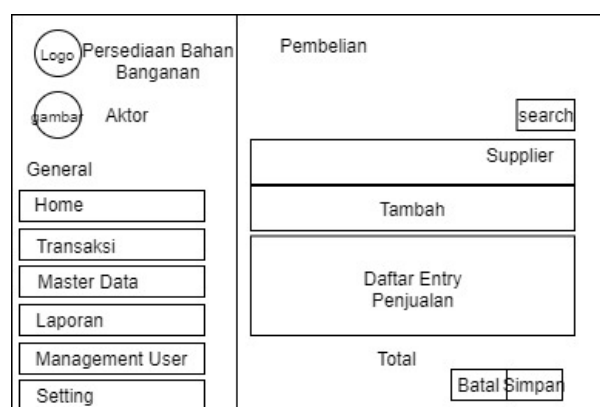 Logo
Persediaan Bahan
Banganan
gambar
Aktor
General
Home
Transaksi
Master Data
Laporan
Management User
Setting
Pembelian
search
Supplier
Tambah
Daftar Entry
Penjualan
Total
Batal
Simpan